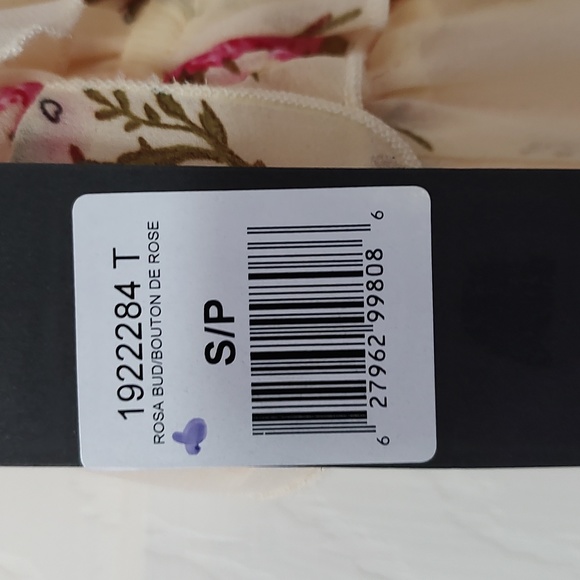 1922284 T
ROSA BUD/BOUTON DE ROSE
S/P
6 27962 99808 6